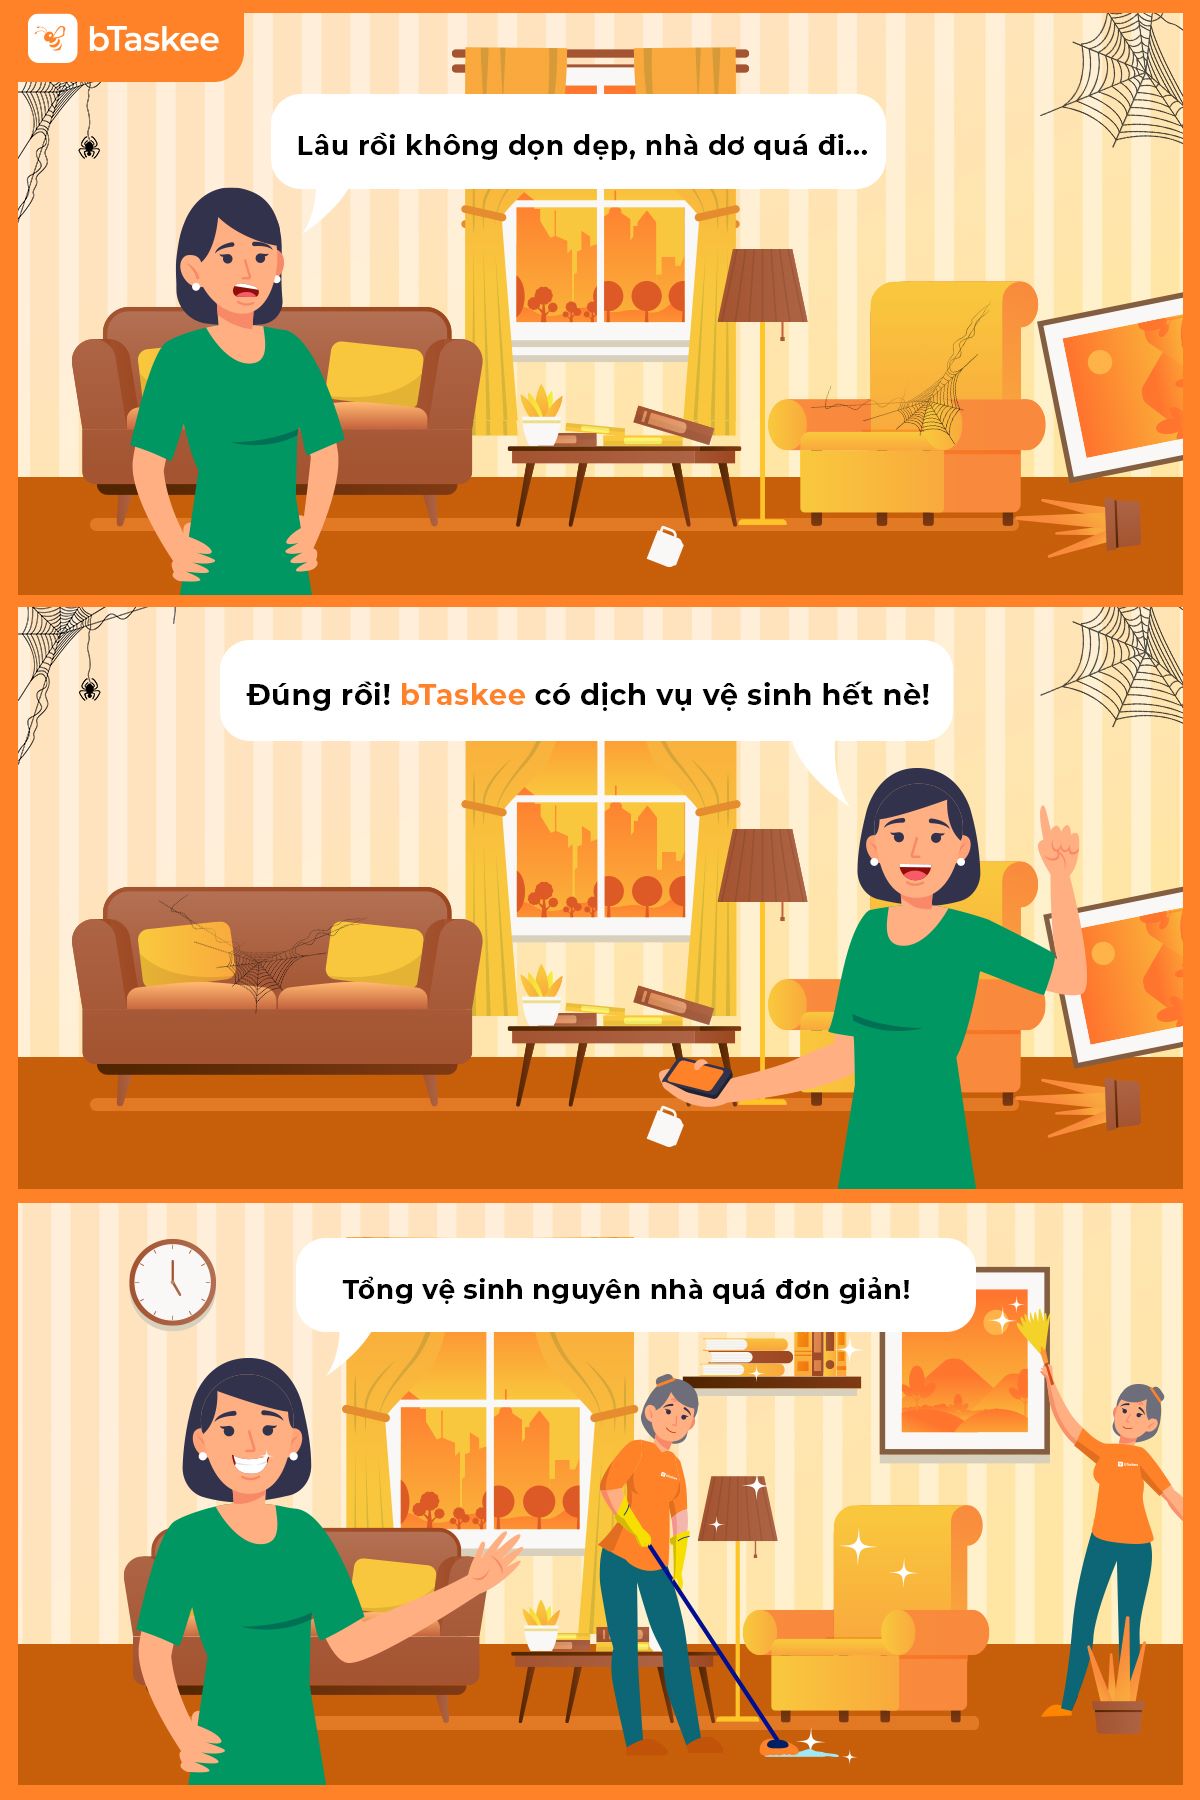 bTaskee
Lâu rồi không dọn dẹp, nhà dơ quá đi...
Đúng rồi! bTaskee có dịch vụ vệ sinh hết nè!
Tổng vệ sinh nguyên nhà quá đơn giản!